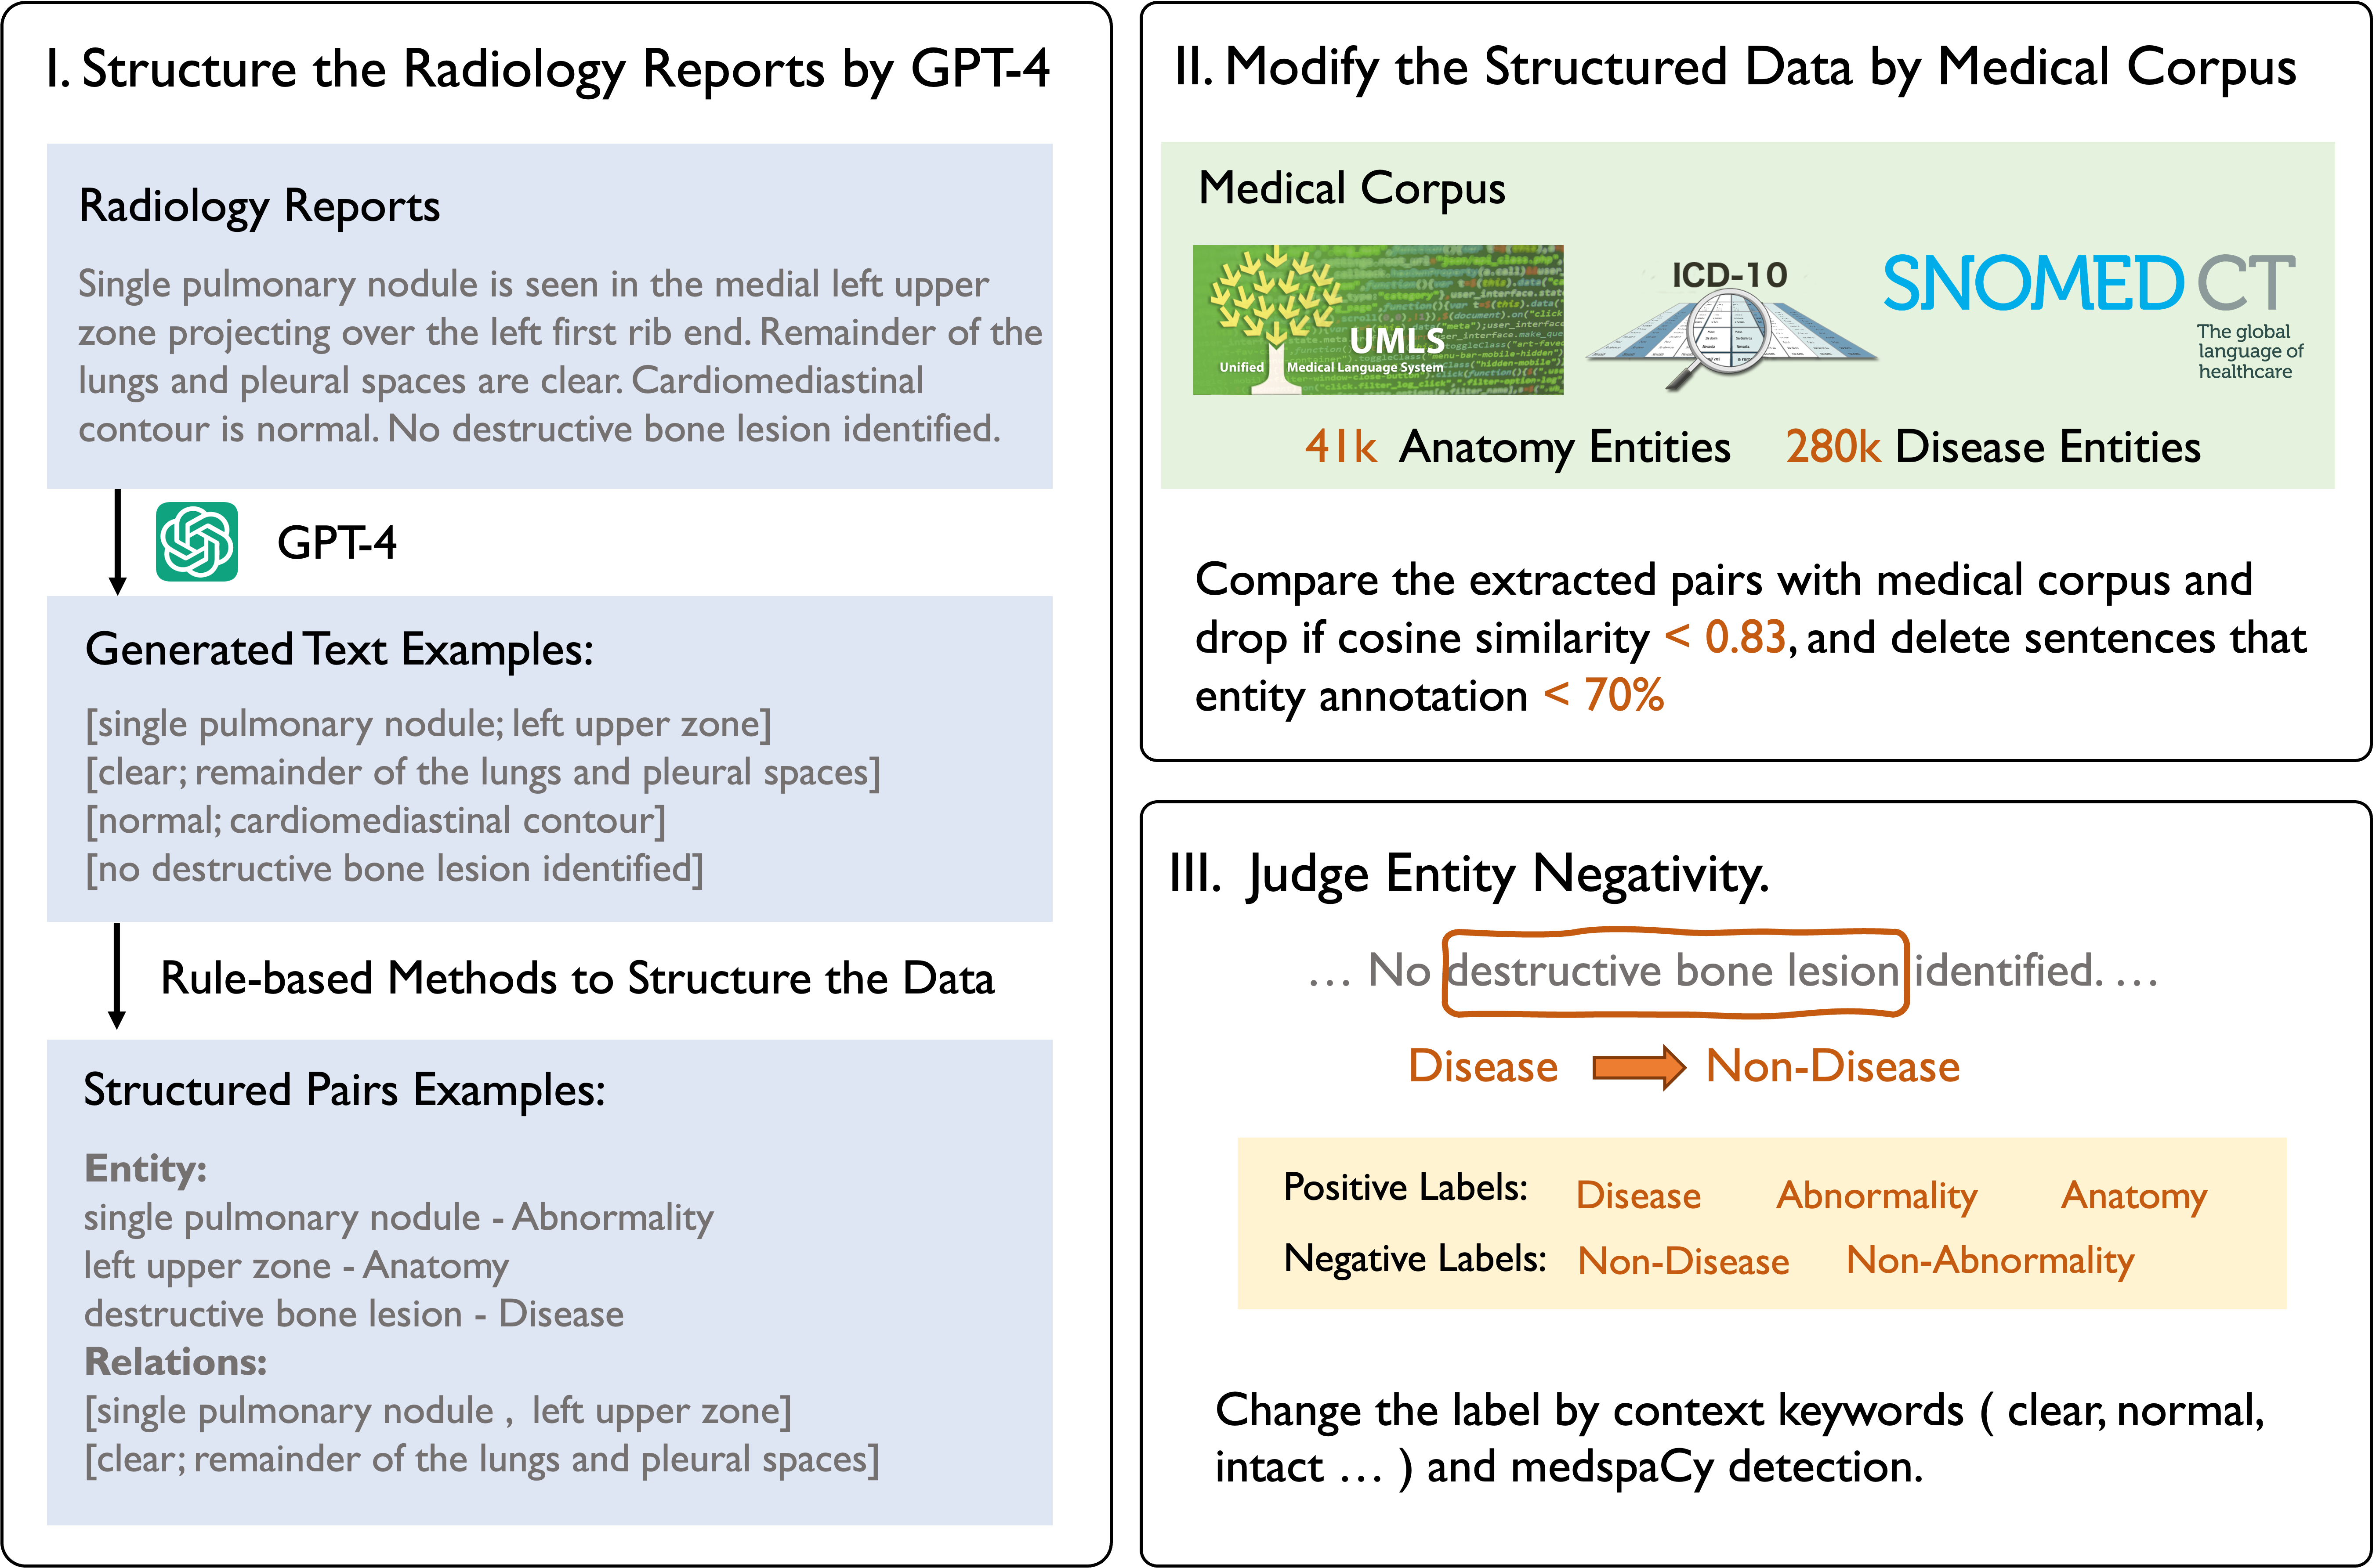 I. Structure the Radiology Reports by GPT-4
Radiology Reports
Single pulmonary nodule is seen in the medial left upper
zone projecting over the left first rib end. Remainder of the
lungs and pleural spaces are clear. Cardiomediastinal
contour is normal. No destructive bone lesion identified.
GPT-4
Generated Text Examples:
[single pulmonary nodule; left upper zone]
[clear; remainder of the lungs and pleural spaces]
[normal; cardiomediastinal contour]
[no destructive bone lesion identified]
Rule-based Methods to Structure the Data
Structured Pairs Examples:
Entity:
single pulmonary nodule - Abnormality
left upper zone - Anatomy
destructive bone lesion - Disease
Relations:
[single pulmonary nodule , left upper zone]
[clear; remainder of the lungs and pleural spaces]
II. Modify the Structured Data by Medical Corpus
Medical Corpus
UMLS
Unified Medical Language System
ICD-10
SNOMED CT
The global
language of
healthcare
41k Anatomy Entities 280k Disease Entities
Compare the extracted pairs with medical corpus and
drop if cosine similarity < 0.83, and delete sentences that
entity annotation < 70%
III. Judge Entity Negativity.
… No destructive bone lesion identified. …
Disease Non-Disease
Positive Labels: Disease Abnormality Anatomy
Negative Labels: Non-Disease Non-Abnormality
Change the label by context keywords ( clear, normal,
intact … ) and medspaCy detection.